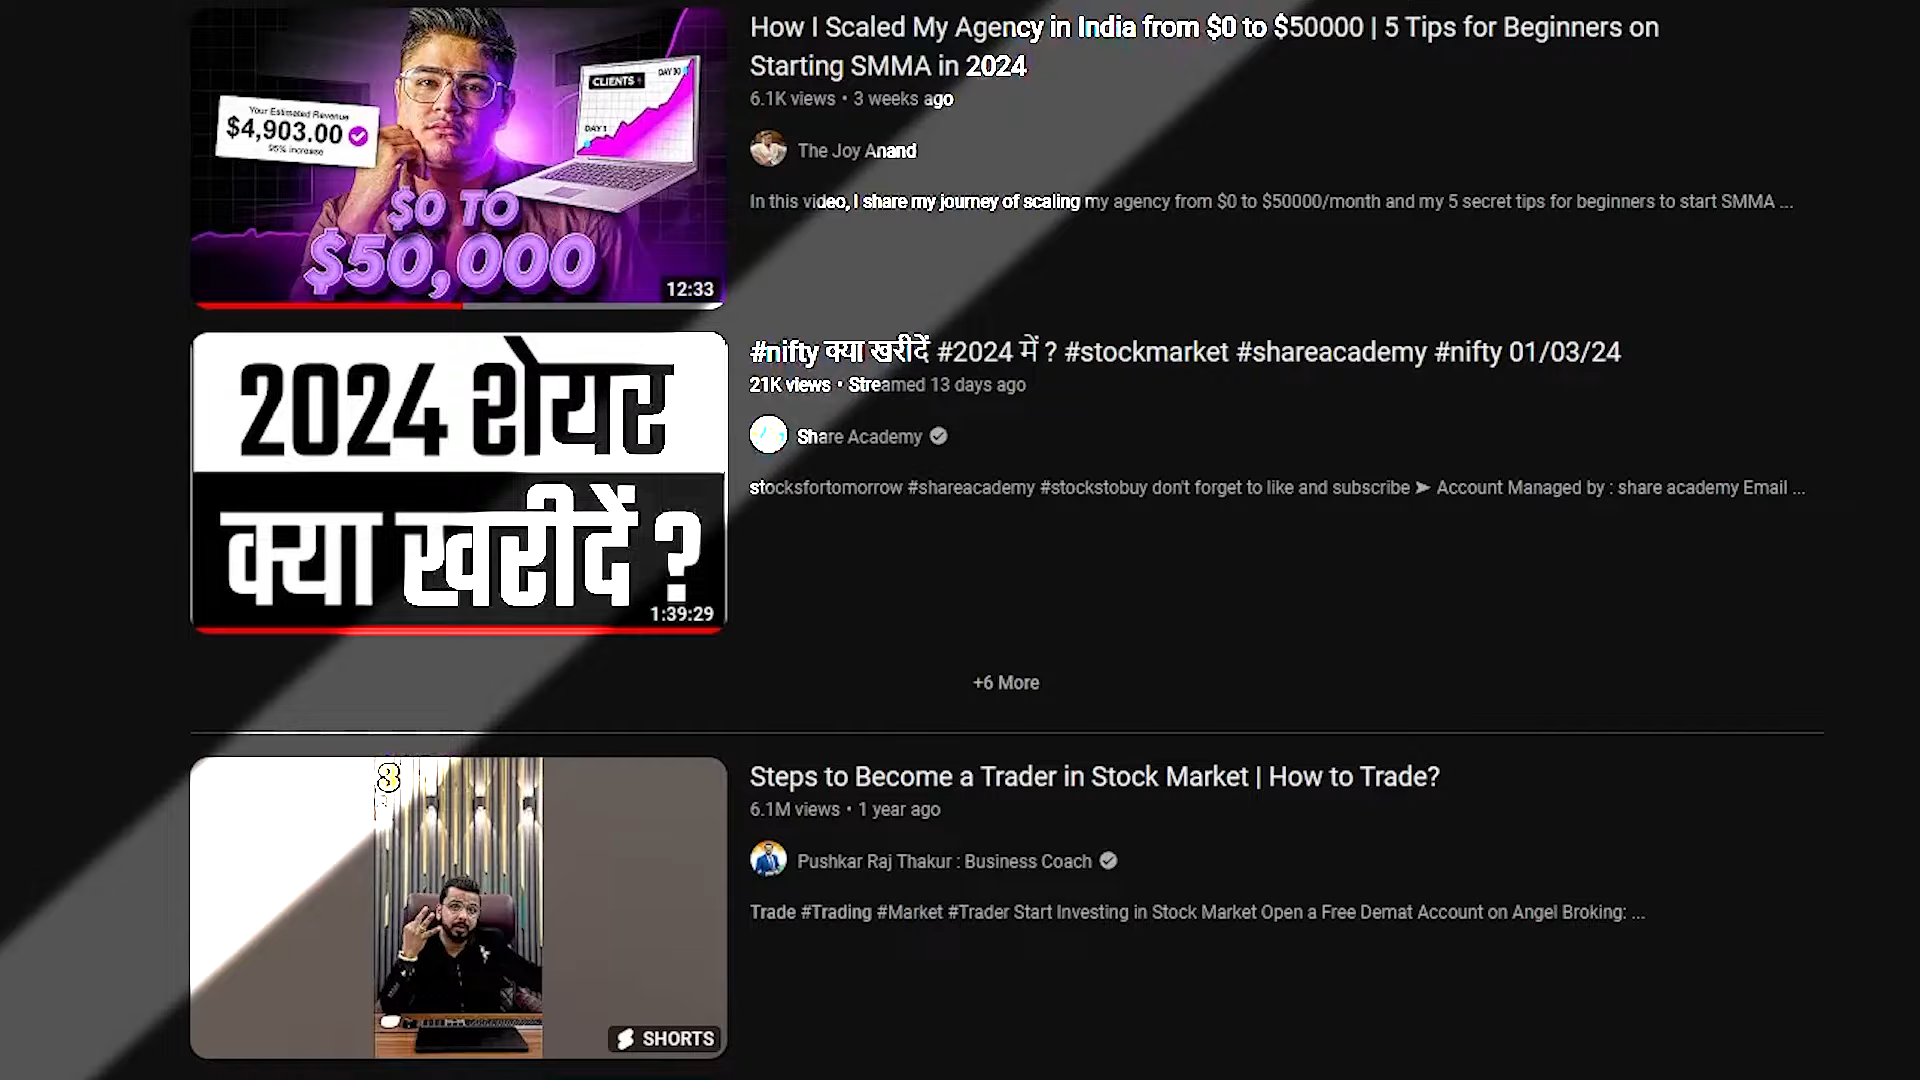 Your Estimated Revenue
$4,903.00
95% increase
CLIENTS
DAY 30
DAY 1
$0 TO
$50,000
12:33
How I Scaled My Agency in India from $0 to $50000 | 5 Tips for Beginners on
Starting SMMA in 2024
6.1K views • 3 weeks ago
The Joy Anand
In this video, I share my journey of scaling my agency from $0 to $50000/month and my 5 secret tips for beginners to start SMMA ...
2024 शेयर
क्या खरीदें ?
1:39:29
#nifty क्या खरीदें #2024 में ? #stockmarket #shareacademy #nifty 01/03/24
21K views • Streamed 13 days ago
Share Academy
stocksfortomorrow #shareacademy #stockstobuy don't forget to like and subscribe ➤ Account Managed by : share academy Email ...
+6 More
3
SHORTS
Steps to Become a Trader in Stock Market | How to Trade?
6.1M views • 1 year ago
Pushkar Raj Thakur : Business Coach
Trade #Trading #Market #Trader Start Investing in Stock Market Open a Free Demat Account on Angel Broking: ...